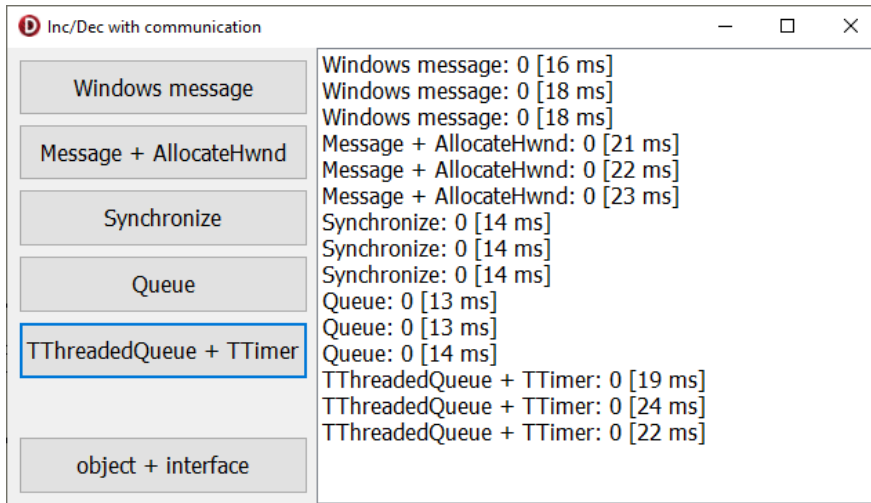 Inc/Dec with communication
Windows message
Message + AllocateHwnd
Synchronize
Queue
TThreadedQueue + TTimer
object + interface
Windows message: 0 [16 ms]
Windows message: 0 [18 ms]
Windows message: 0 [18 ms]
Message + AllocateHwnd: 0 [21 ms]
Message + AllocateHwnd: 0 [22 ms]
Message + AllocateHwnd: 0 [23 ms]
Synchronize: 0 [14 ms]
Synchronize: 0 [14 ms]
Synchronize: 0 [14 ms]
Queue: 0 [13 ms]
Queue: 0 [13 ms]
Queue: 0 [14 ms]
TThreadedQueue + TTimer: 0 [19 ms]
TThreadedQueue + TTimer: 0 [24 ms]
TThreadedQueue + TTimer: 0 [22 ms]